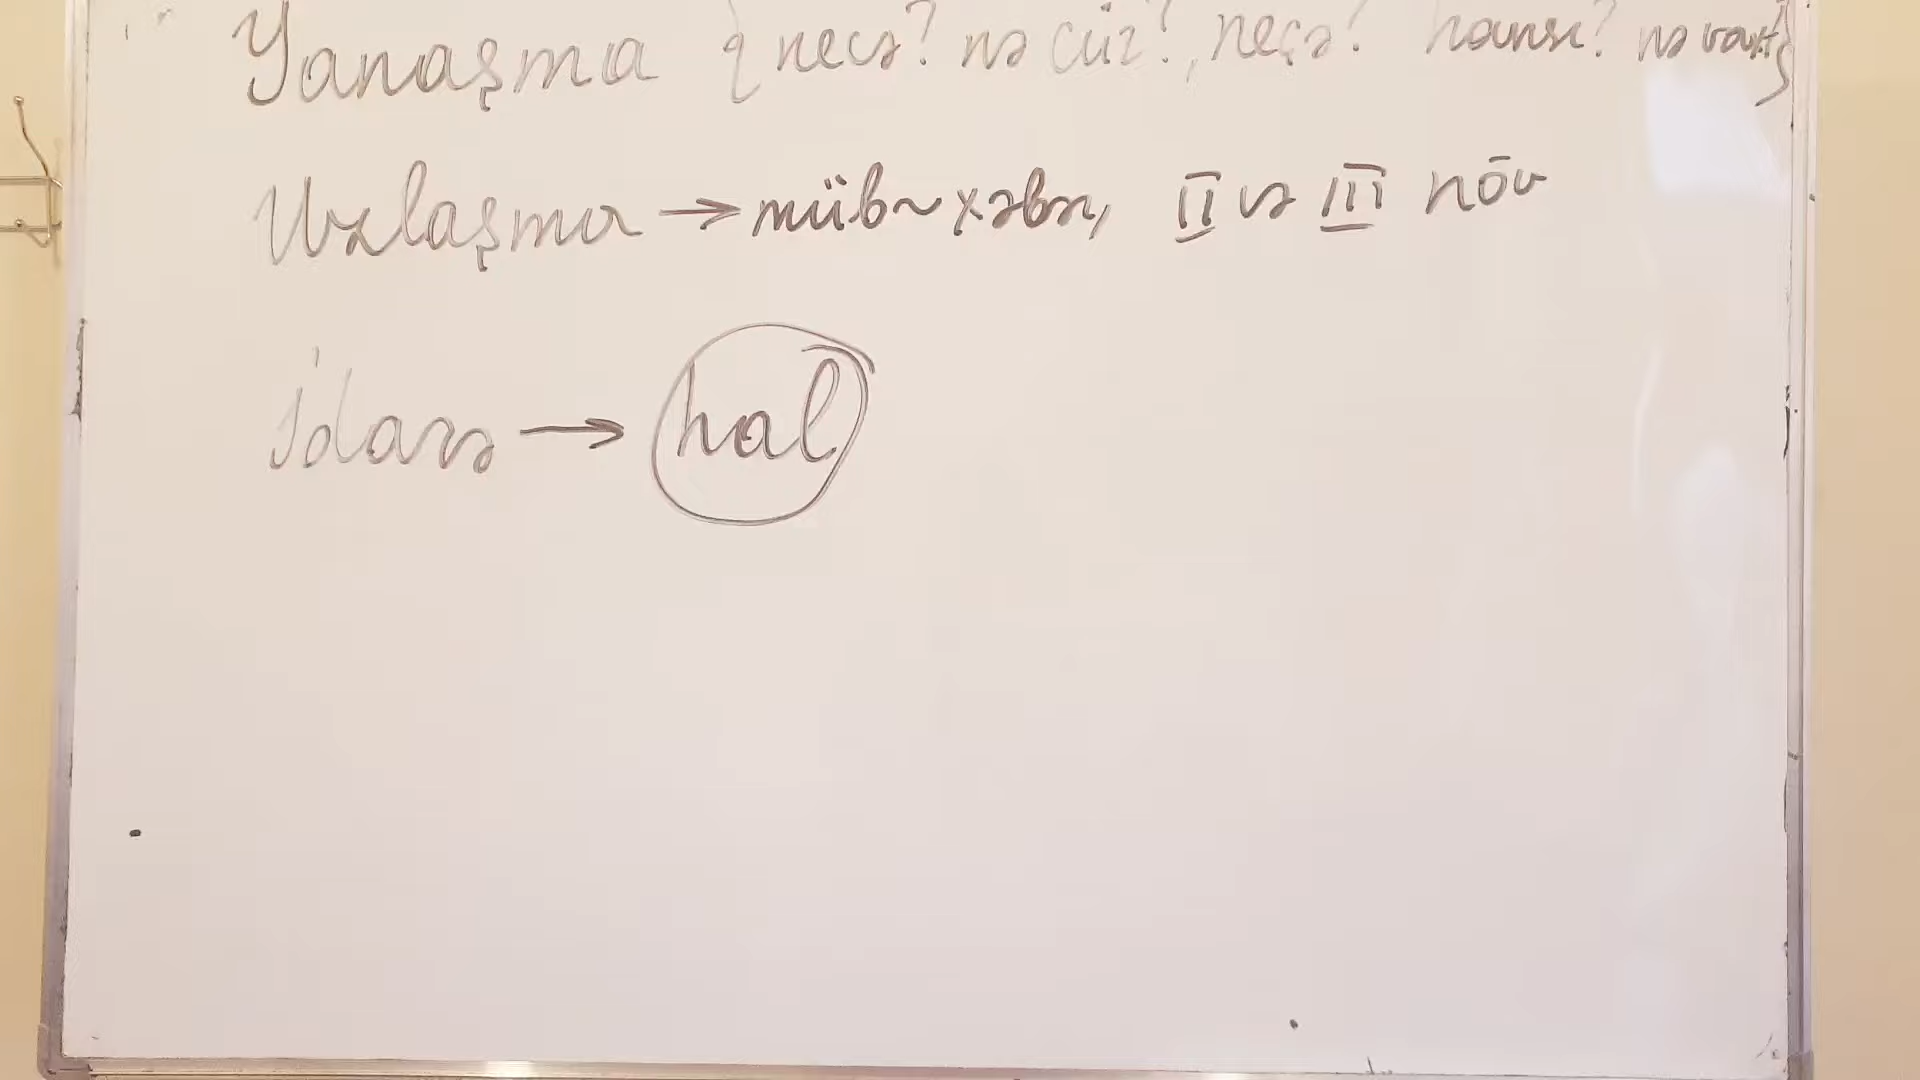 Yanaşma { necə? nə cür?, neçə? hansı? nə vaxt}
Uzlaşma → müb~xəbər, II və III növ
İdarə → hal